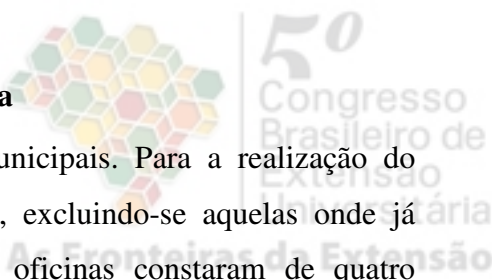 5º
Congresso
Brasileiro de
Extensão
Universitária
As Fronteiras da Extensão
a
unicipais. Para a realização do
, excluindo-se aquelas onde já
oficinas constaram de quatro